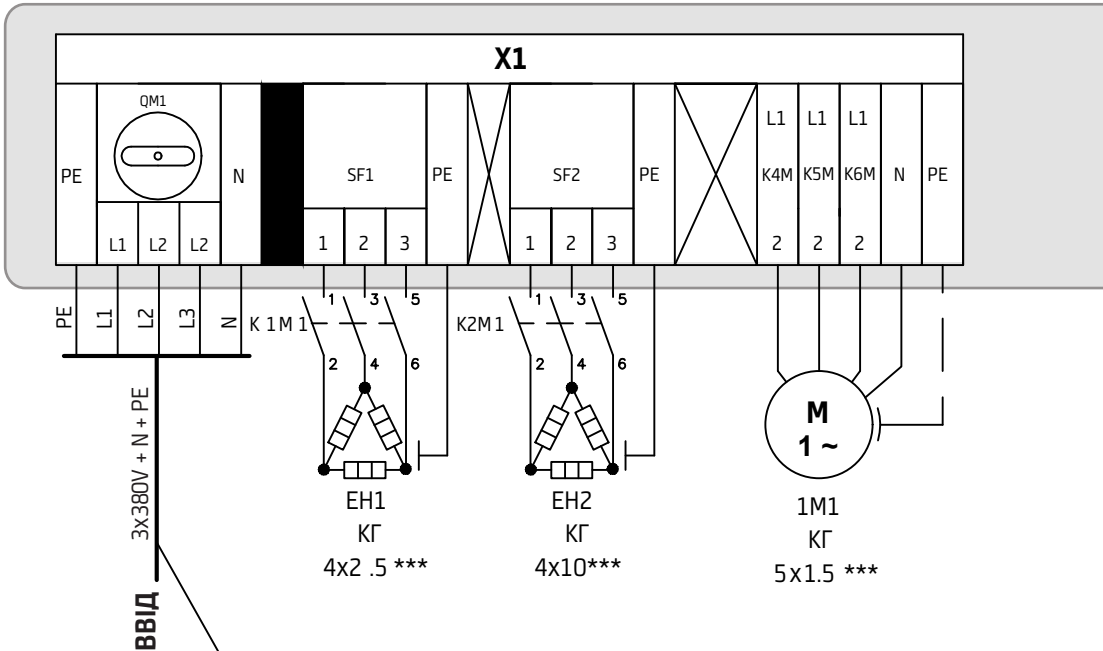 X1
QM1
L1 L1 L1
PE N SF1 PE SF2 PE K4M K5M K6M N PE
L1 L2 L2 1 2 3 1 2 3 2 2 2
PE L1 L2 L3 N
K 1M 1 1 3 5
2 4 6
K2M 1 1 3 5
2 4 6
3x380V + N + PE
ВВІД
EH1
КГ
4x2 .5 ***
EH2
КГ
4x10***
M
1 ~
1M1
КГ
5x1.5 ***